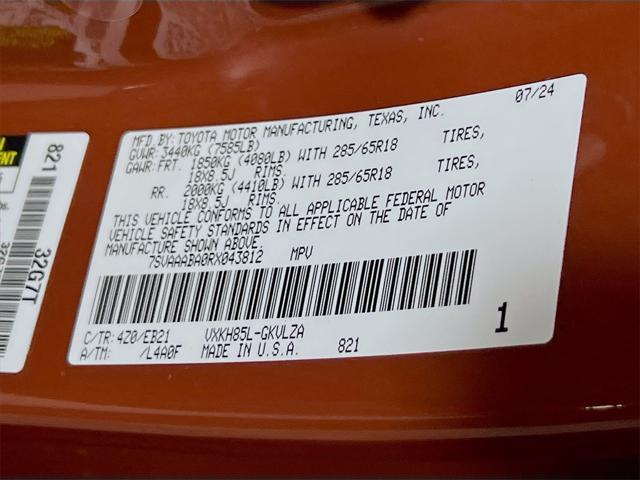 07/24
MFD.BY:TOYOTA MOTOR MANUFACTURING, TEXAS, INC.
GVWR:3440KG (7585LB)
GAWR:FRT. 1850KG (4080LB) WITH 285/65R18 TIRES,
18X8.5J RIMS.
RR. 2000KG (4410LB) WITH 285/65R18 TIRES,
18X8.5J RIMS.
THIS VEHICLE CONFORMS TO ALL APPLICABLE FEDERAL MOTOR
VEHICLE SAFETY STANDARDS IN EFFECT ON THE DATE OF
MANUFACTURE SHOWN ABOVE.
7SVAAABA0RX043812 MPV
C/TR:4Z0/EB21 VXKH85L-GKVLZA
A/TM: /L4A0F MADE IN U.S.A. 821
1
821
32G7T